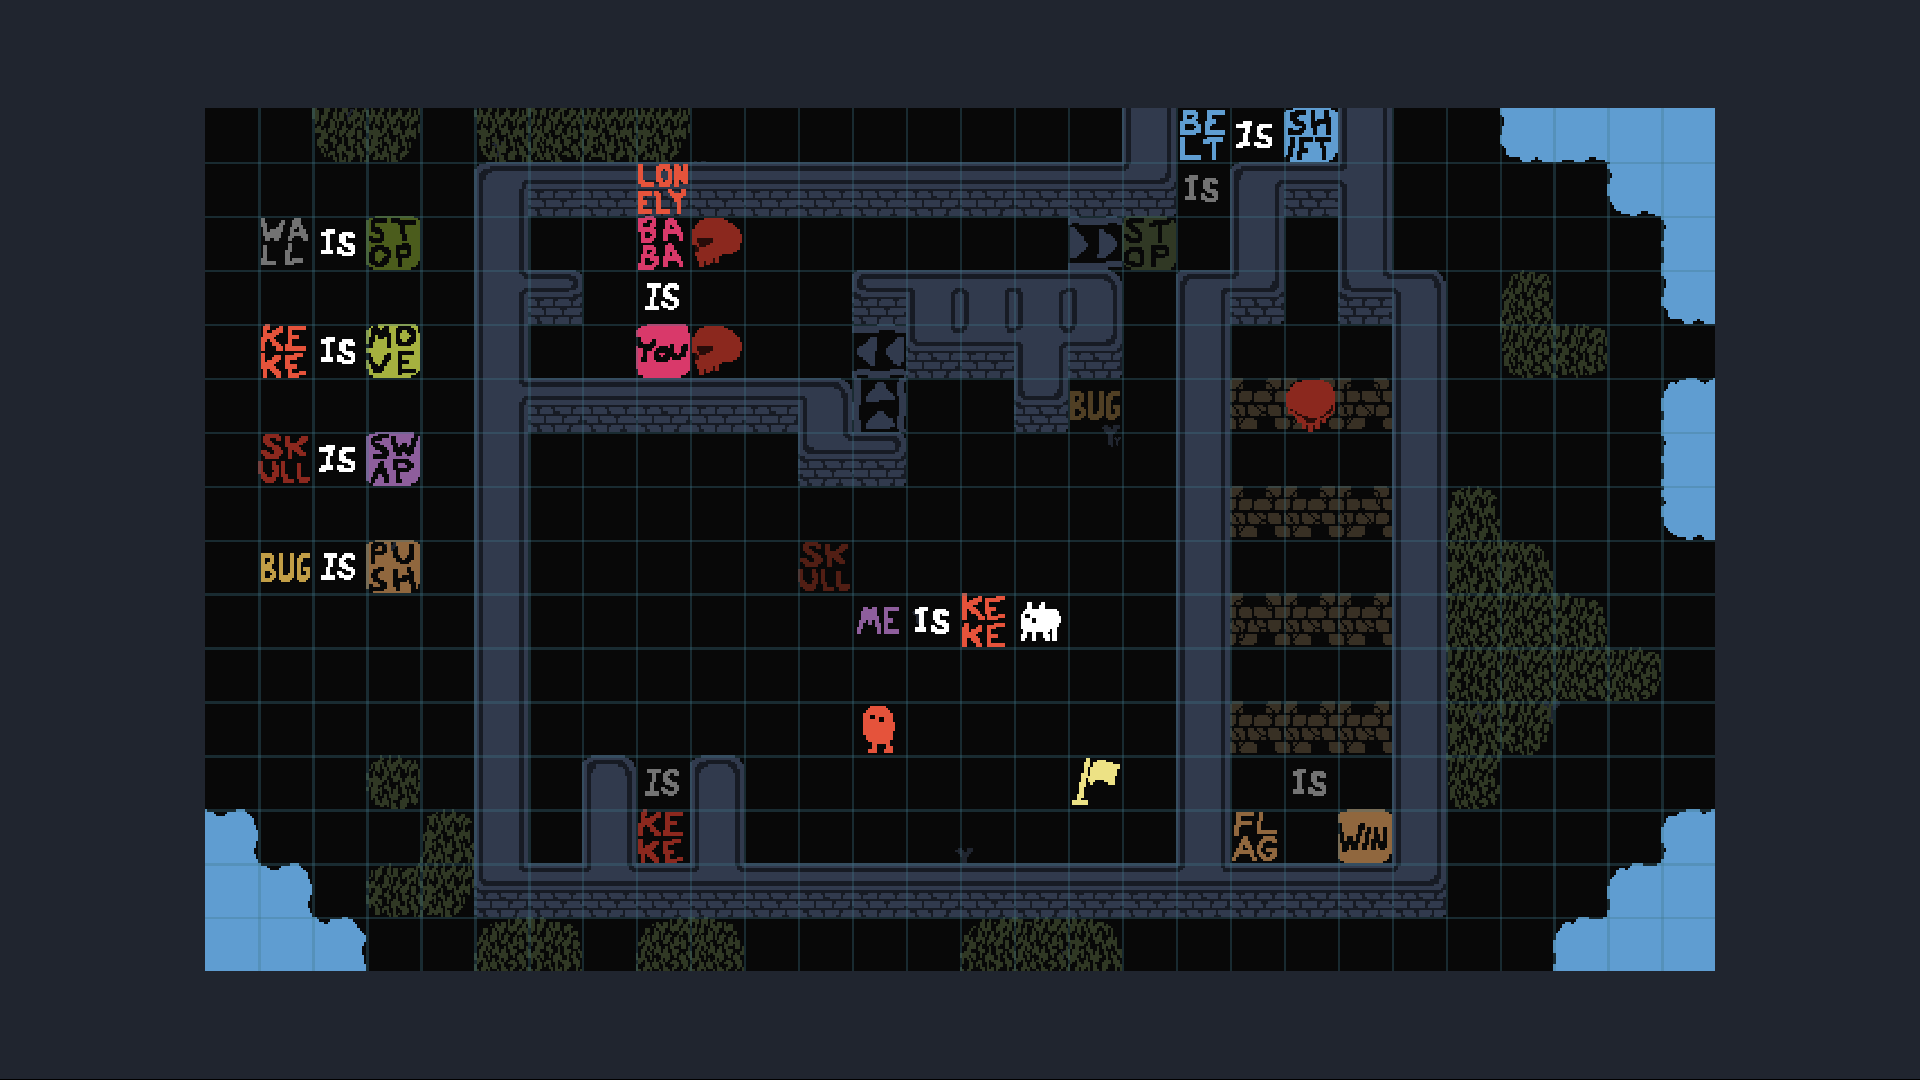 BELT IS SHIFT
LONELY
IS
WALL IS STOP
BABA
STOP
IS
KEKE IS MOVE
YOU
BUG
SKULL IS SWAP
BUG IS PUSH
SKULL
ME IS KEKE
IS
IS
KEKE
FLAG
WIN